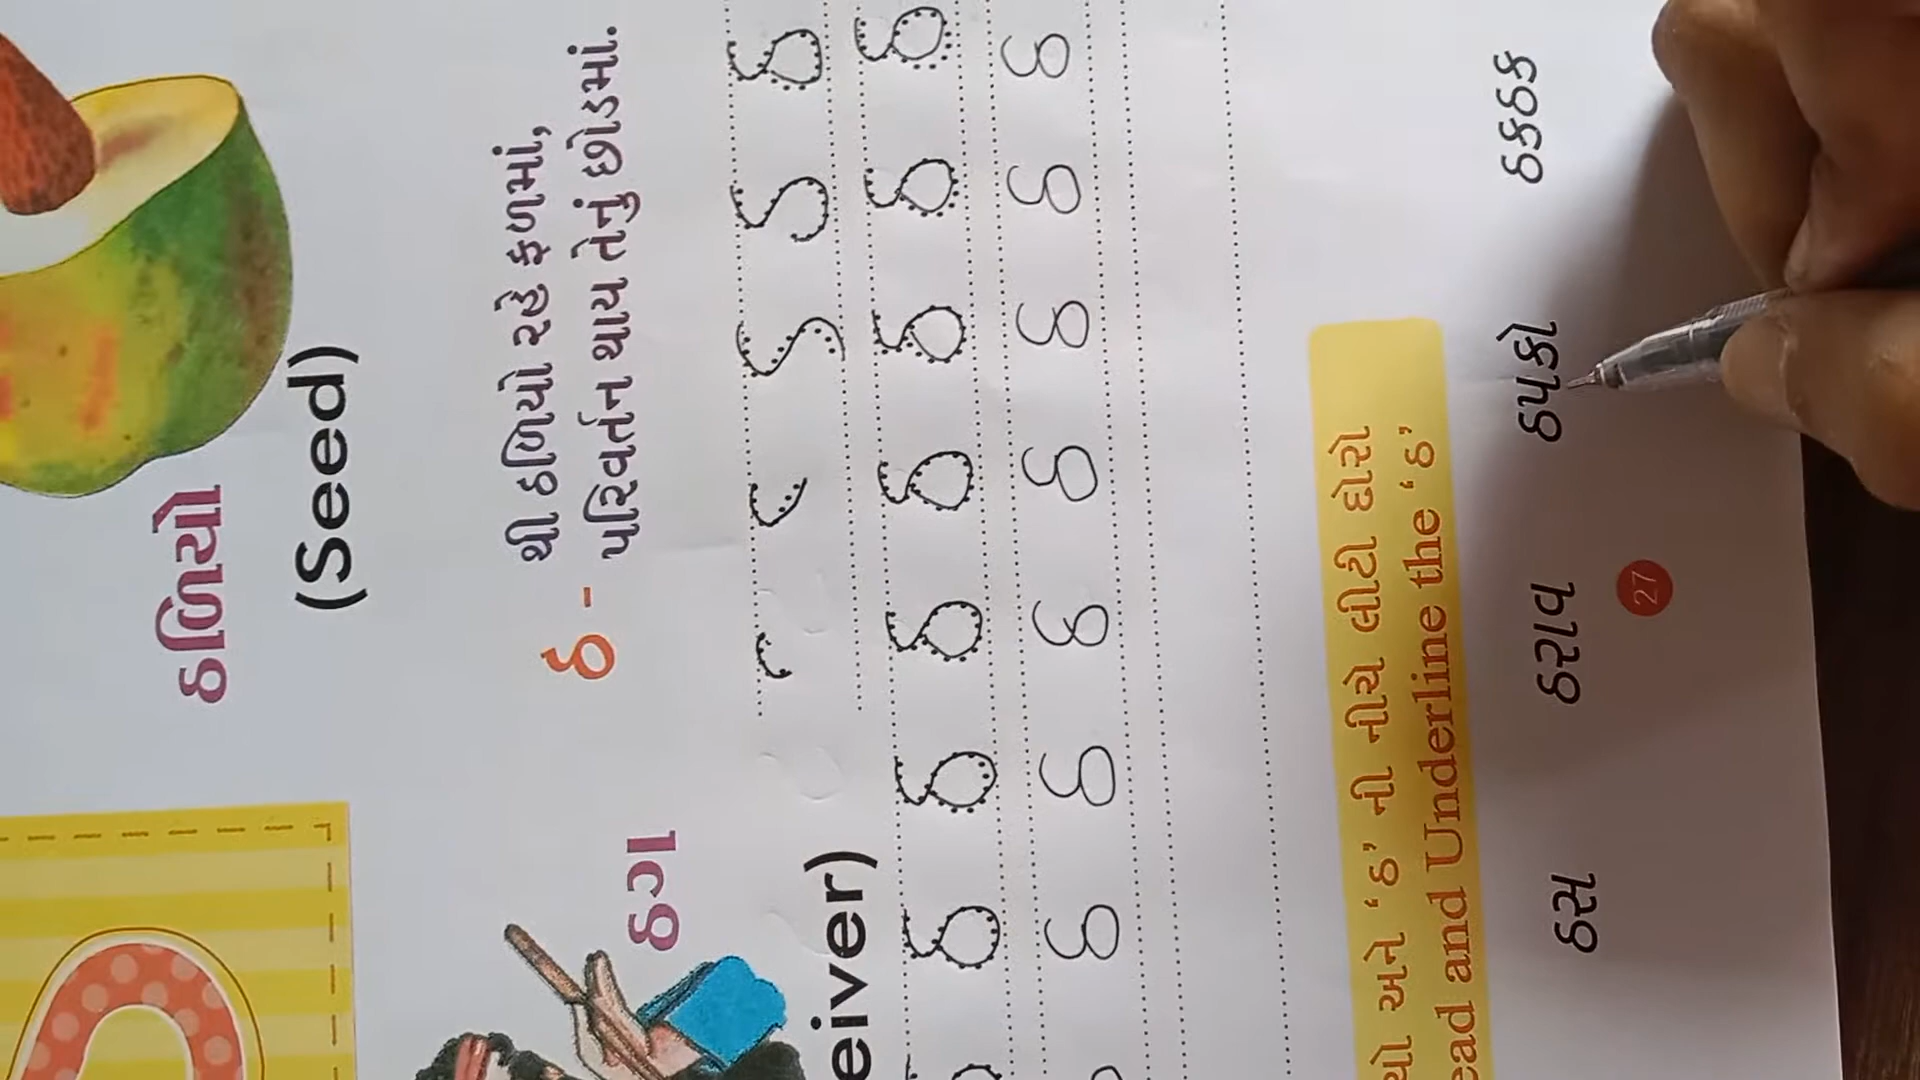 ઠળિયો
(Seed)
ઠ - થી ઠળિયો રહે ફળમાં,
પરિવર્તન થાય તેનું છોડમાં.
ઠગ
eiver)
ઠ ઠ
ઠ ઠ ઠ ઠ ઠ ઠ ઠ
ઠ ઠ ઠ ઠ ઠ ઠ ઠ
ચો અને ‘ઠ’ ની નીચે લીટી દોરો
ead and Underline the ‘ઠ’
ઠસ ઠરાવ ઠપકો ઠકઠક
27